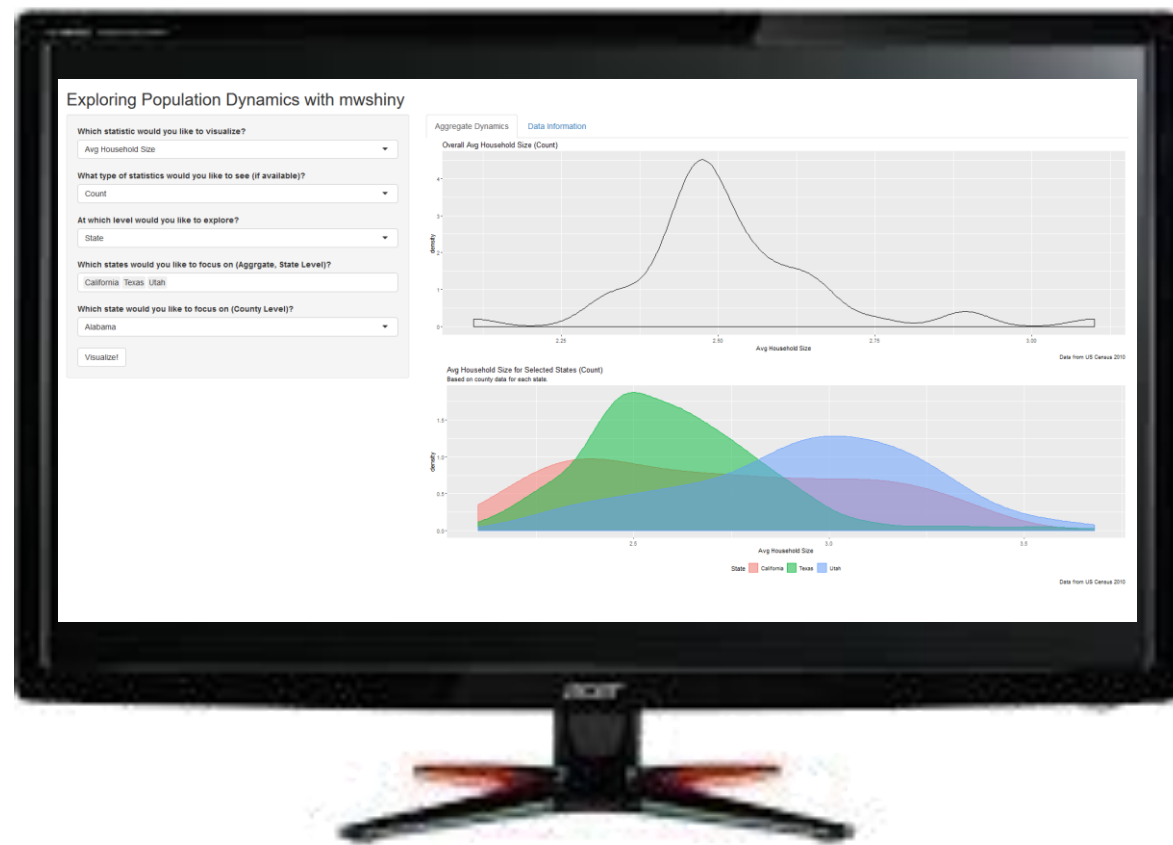 Exploring Population Dynamics with mwshiny
Which statistic would you like to visualize?
Avg Household Size
What type of statistics would you like to see (if available)?
Count
At which level would you like to explore?
State
Which states would you like to focus on (Aggrgate, State Level)?
California Texas Utah
Which state would you like to focus on (County Level)?
Alabama
Visualize!
Aggregate Dynamics Data Information
Overall Avg Household Size (Count)
4
3
2
1
0
density
2.25 2.50 2.75 3.00
Avg Household Size
Data from US Census 2010
Avg Household Size for Selected States (Count)
Based on county data for each state.
1.5
1.0
0.5
0.0
density
2.5 3.0 3.5
Avg Household Size
State California Texas Utah
Data from US Census 2010
acer